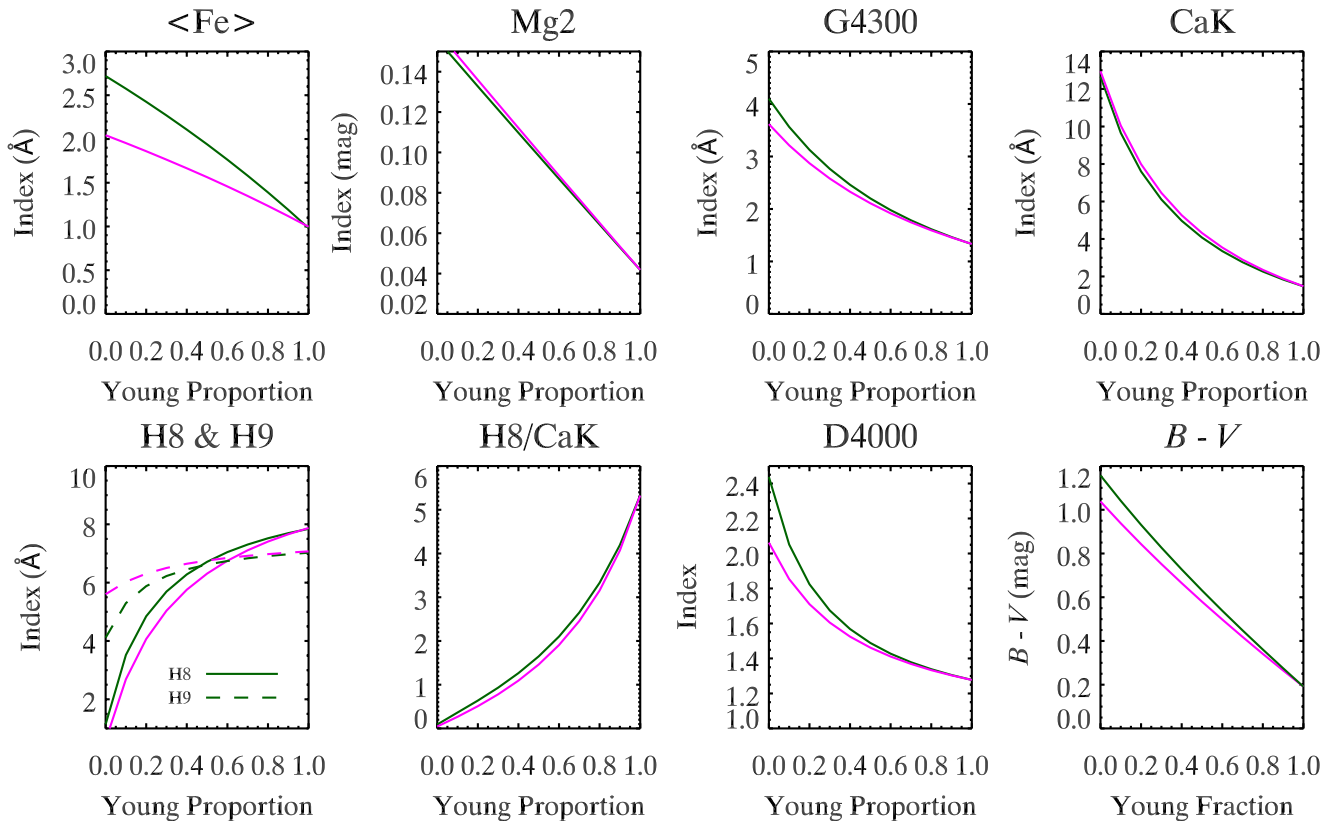 <Fe>
Mg2
G4300
CaK
3.0
2.5
2.0
1.5
1.0
0.5
0.0
Index (Å)
0.0 0.2 0.4 0.6 0.8 1.0
Young Proportion
0.14
0.12
0.10
0.08
0.06
0.04
0.02
Index (mag)
0.0 0.2 0.4 0.6 0.8 1.0
Young Proportion
5
4
3
2
1
0
Index (Å)
0.0 0.2 0.4 0.6 0.8 1.0
Young Proportion
14
12
10
8
6
4
2
0
Index (Å)
0.0 0.2 0.4 0.6 0.8 1.0
Young Proportion
H8 & H9
H8/CaK
D4000
B - V
10
8
6
4
2
Index (Å)
H8
H9
0.0 0.2 0.4 0.6 0.8 1.0
Young Proportion
6
5
4
3
2
1
0
0.0 0.2 0.4 0.6 0.8 1.0
Young Proportion
2.4
2.2
2.0
1.8
1.6
1.4
1.2
1.0
Index
0.0 0.2 0.4 0.6 0.8 1.0
Young Proportion
1.2
1.0
0.8
0.6
0.4
0.2
0.0
B - V (mag)
0.0 0.2 0.4 0.6 0.8 1.0
Young Fraction